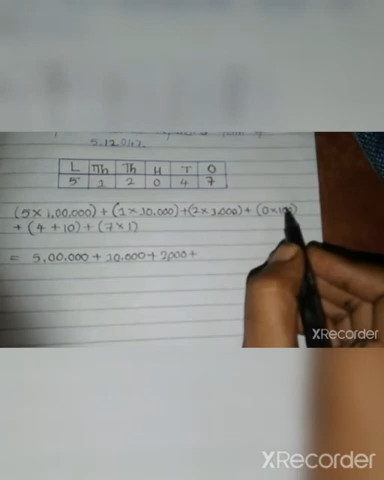 5,12,047.
L TTh Th H T O
5 1 2 0 4 7
(5 × 1,00,000) + (1 × 10,000) + (2 × 1,000) + (0 × 100)
+ (4 + 10) + (7 × 1)
= 5,00,000 + 10,000 + 2000 +
XRecorder
XRecorder